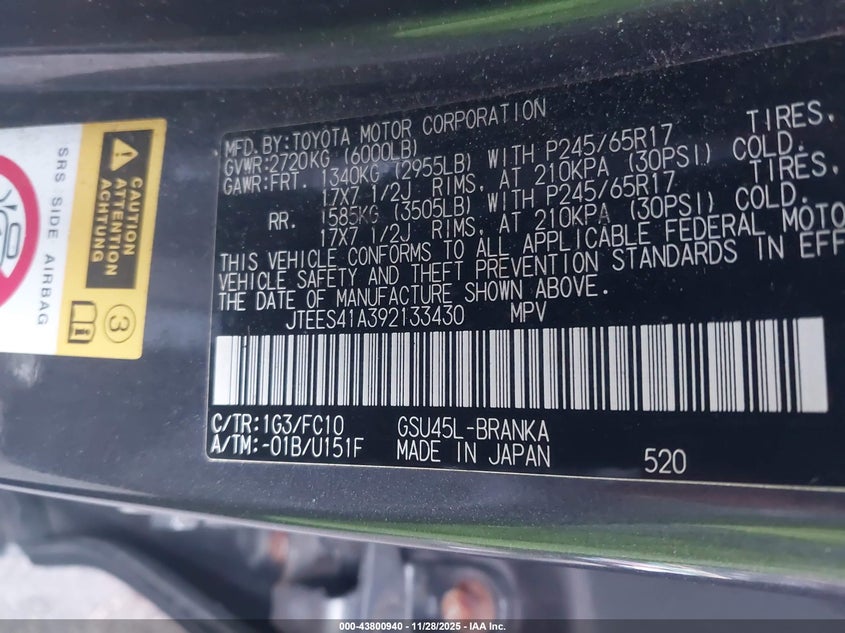 SRS SIDE AIRBAG
CAUTION
ATTENTION
ACHTUNG
3
i
MFD. BY: TOYOTA MOTOR CORPORATION
GVWR: 2720KG (6000LB)
GAWR: FRT. 1340KG (2955LB) WITH P245/65R17 TIRES,
17X7 1/2J RIMS, AT 210KPA (30PSI) COLD.
RR. 1585KG (3505LB) WITH P245/65R17 TIRES,
17X7 1/2J RIMS, AT 210KPA (30PSI) COLD.
THIS VEHICLE CONFORMS TO ALL APPLICABLE FEDERAL MOTO
VEHICLE SAFETY AND THEFT PREVENTION STANDARDS IN EFF
THE DATE OF MANUFACTURE SHOWN ABOVE.
JTEES41A392133430 MPV
C/TR: 1G3/FC10 GSU45L-BRANKA
A/TM: -01B/U151F MADE IN JAPAN 520
000-43800940 - 11/28/2025 - IAA Inc.